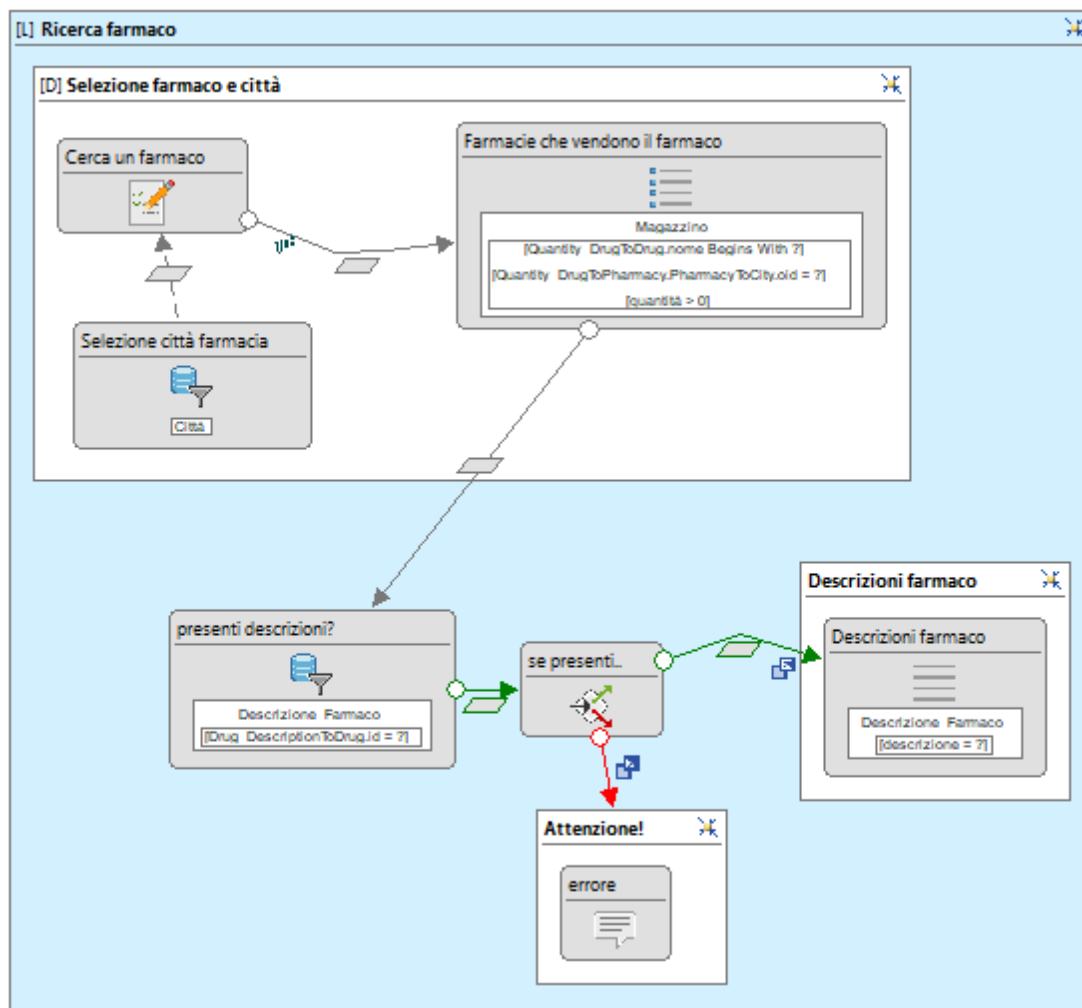 [L] Ricerca farmaco
[D] Selezione farmaco e città
Cerca un farmaco
Farmacie che vendono il farmaco
Magazzino
[Quantity DrugToDrug.nome Begins With ?]
[Quantity DrugToPharmacy.PharmacyToCity.oid = ?]
[quantità > 0]
Selezione città farmacia
Città
presenti descrizioni?
Descrizione Farmaco
[Drug DescriptionToDrug.id = ?]
se presenti..
Descrizioni farmaco
Descrizioni farmaco
Descrizione Farmaco
[descrizione = ?]
Attenzione!
errore